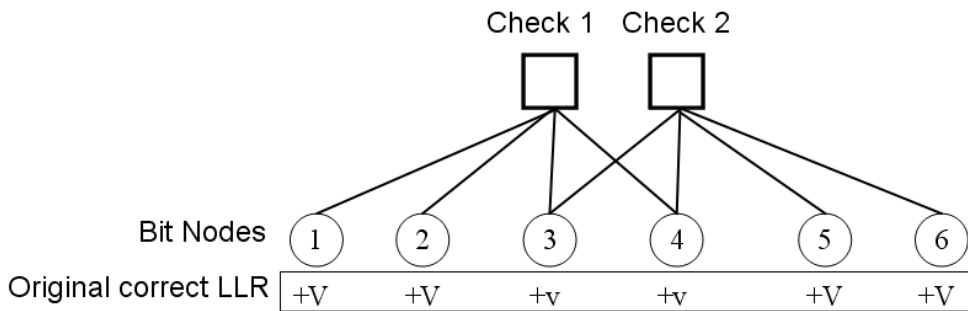 Check 1 Check 2
Bit Nodes 1 2 3 4 5 6
Original correct LLR +V +V +v +v +V +V